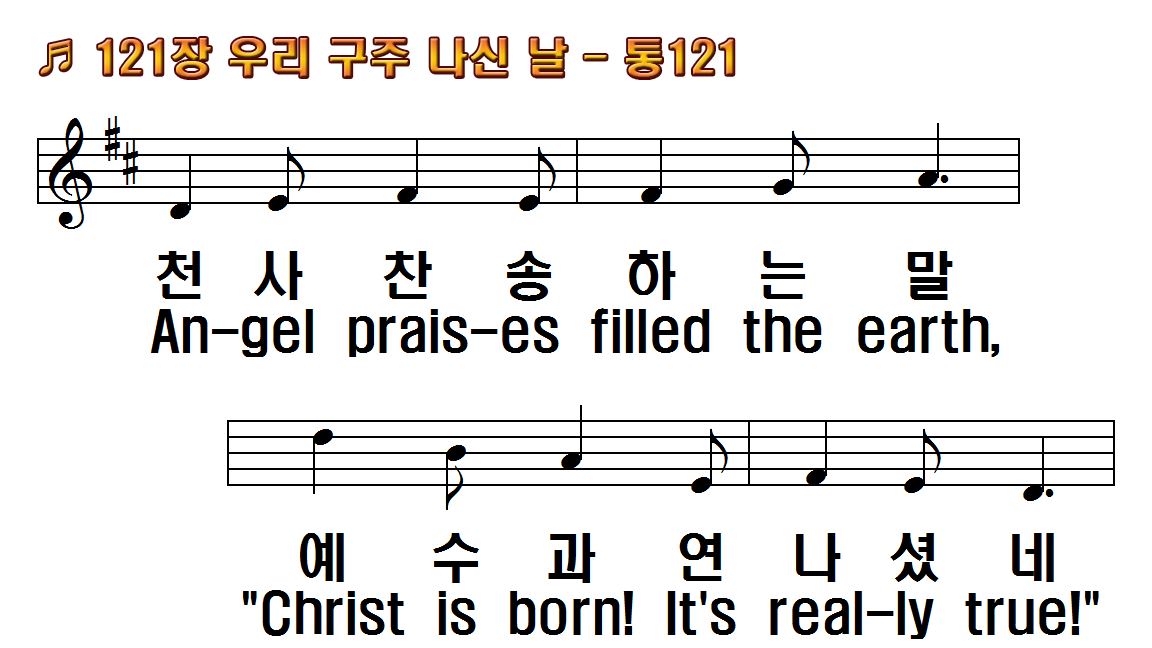 ♬ 121장 우리 구주 나신 날 - 통121
천 사 찬 송 하 는 말
An-gel prais-es filled the earth,
예 수 과 연 나 셨 네
"Christ is born! It's real-ly true!"